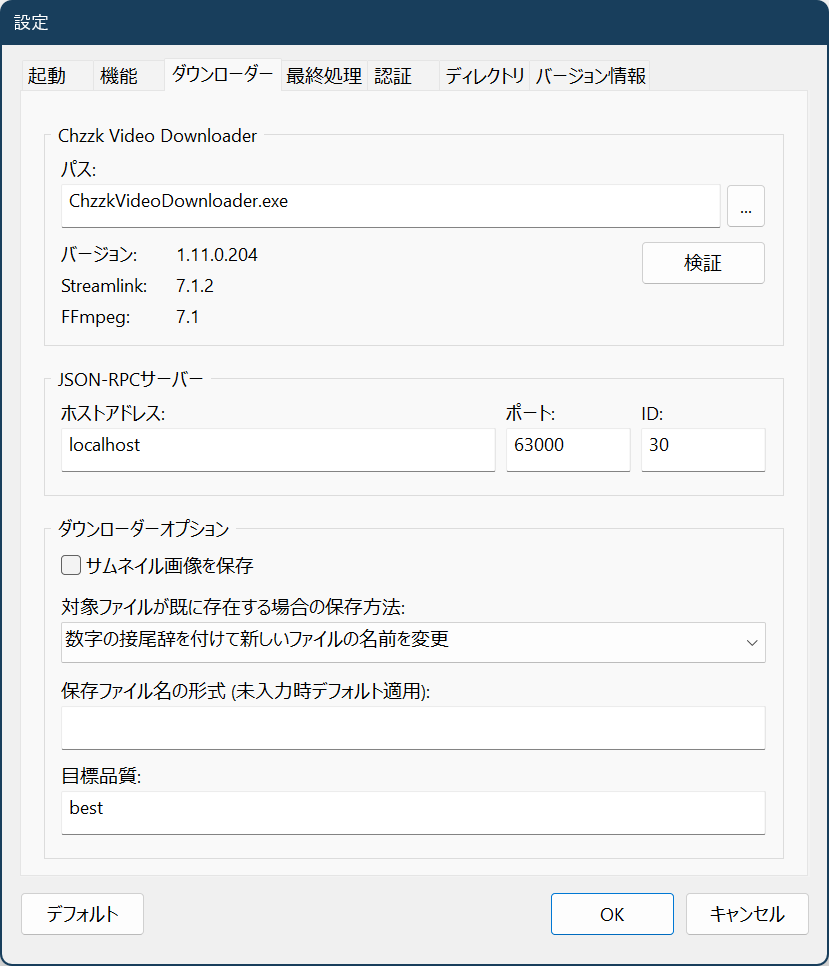 設定
起動 機能 ダウンローダー 最終処理 認証 ディレクトリ バージョン情報
Chzzk Video Downloader
パス:
ChzzkVideoDownloader.exe ...
バージョン: 1.11.0.204 検証
Streamlink: 7.1.2
FFmpeg: 7.1
JSON-RPCサーバー
ホストアドレス: ポート: ID:
localhost 63000 30
ダウンローダーオプション
サムネイル画像を保存
対象ファイルが既に存在する場合の保存方法:
数字の接尾辞を付けて新しいファイルの名前を変更
保存ファイル名の形式 (未入力時デフォルト適用):
目標品質:
best
デフォルト OK キャンセル